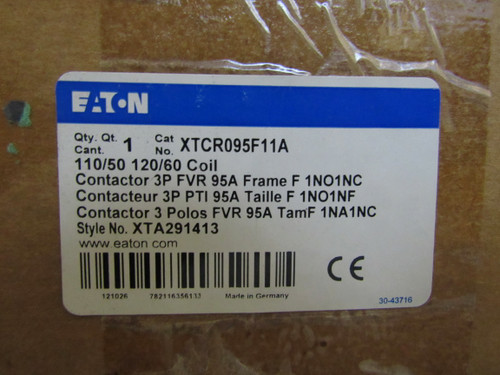 EATON
Qty. Qt. Cant. 1 Cat No. XTCR095F11A
110/50 120/60 Coil
Contactor 3P FVR 95A Frame F 1NO1NC
Contacteur 3P PTI 95A Taille F 1NO1NF
Contactor 3 Polos FVR 95A TamF 1NA1NC
Style No. XTA291413
www.eaton.com
CE
121026 782116356133 Made in Germany
30-43716